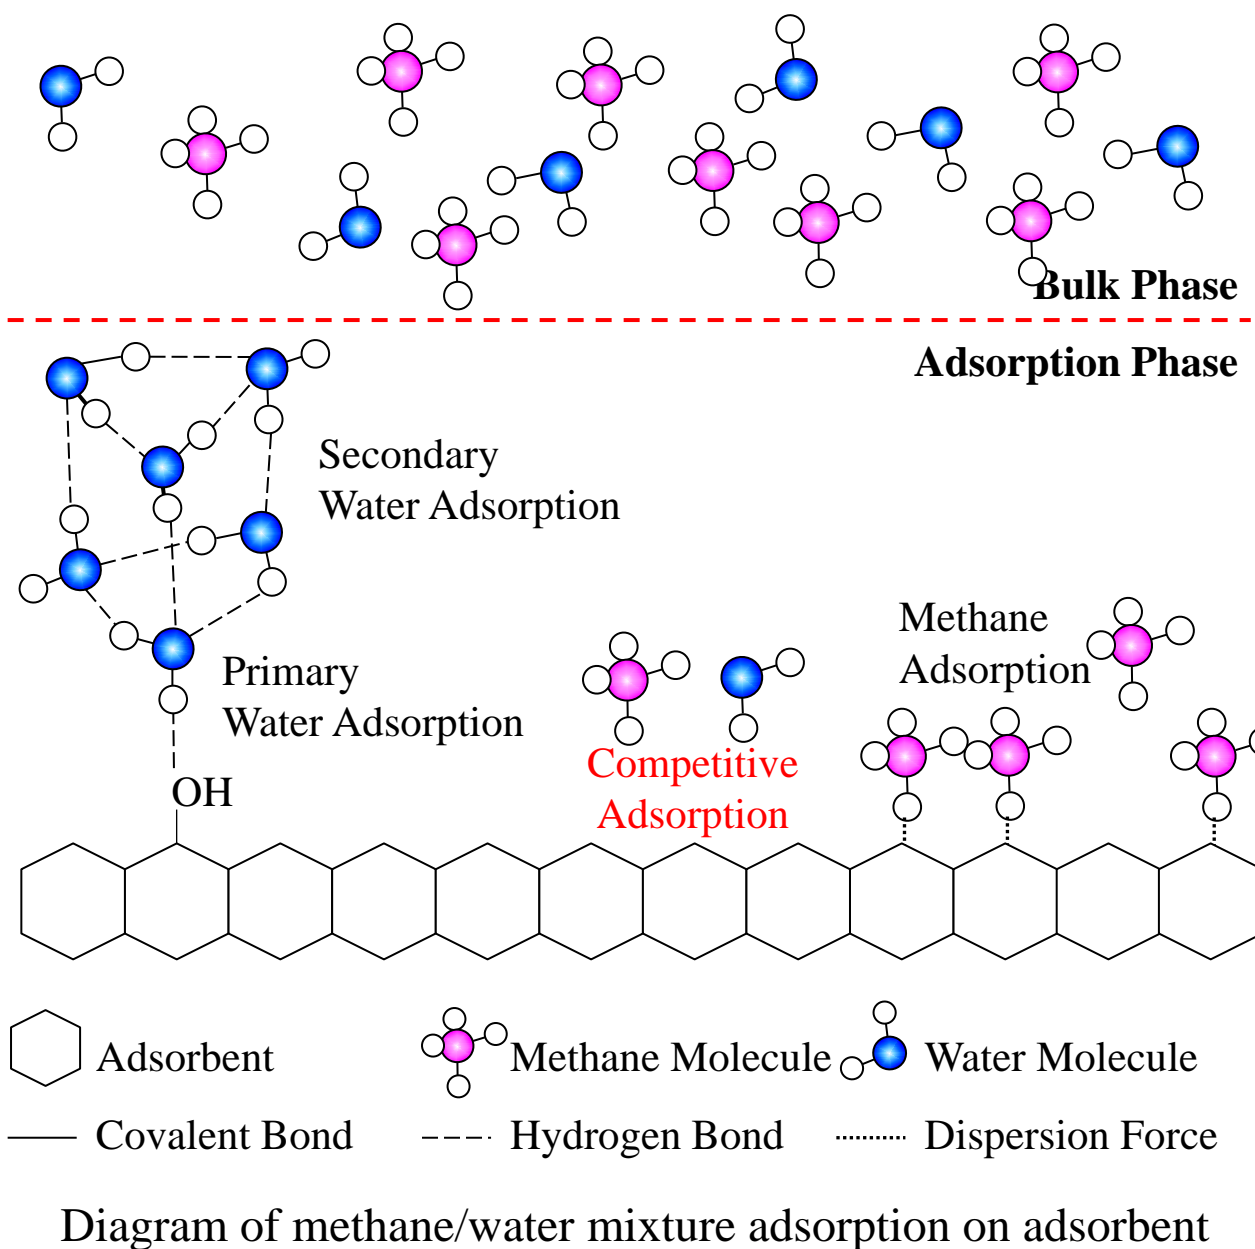 Bulk Phase
Adsorption Phase
Secondary
Water Adsorption
Methane
Adsorption
Primary
Water Adsorption
Competitive
Adsorption
OH
Adsorbent
Methane Molecule
Water Molecule
Covalent Bond
Hydrogen Bond
Dispersion Force
Diagram of methane/water mixture adsorption on adsorbent